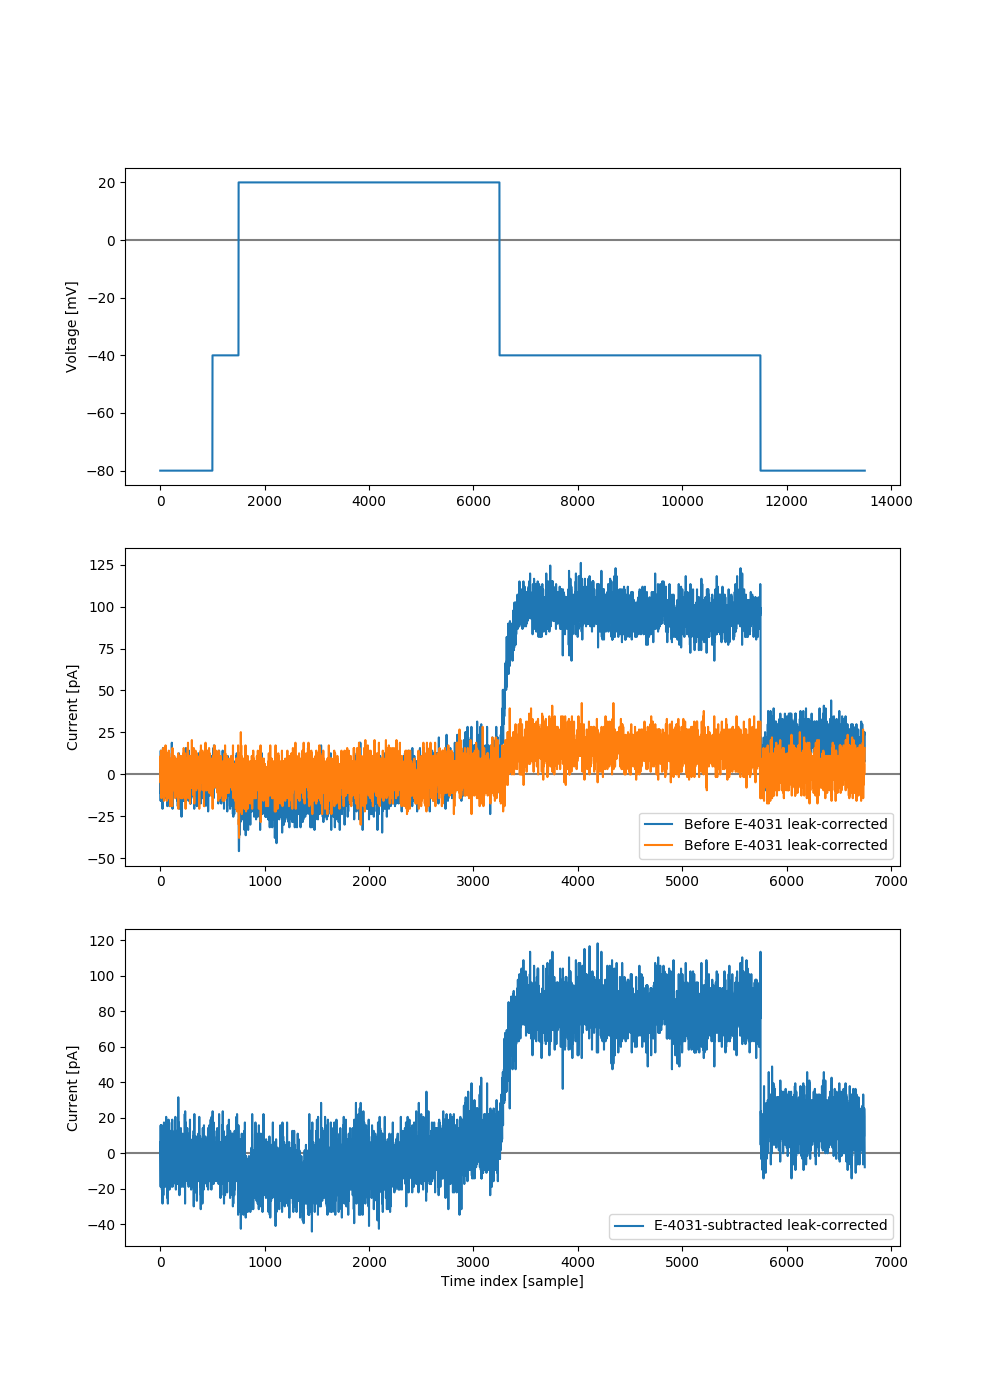 Voltage [mV]
20
0
−20
−40
−60
−80
0 2000 4000 6000 8000 10000 12000 14000
Current [pA]
125
100
75
50
25
0
−25
−50
Before E-4031 leak-corrected
Before E-4031 leak-corrected
0 1000 2000 3000 4000 5000 6000 7000
Current [pA]
120
100
80
60
40
20
0
−20
−40
E-4031-subtracted leak-corrected
0 1000 2000 3000 4000 5000 6000 7000
Time index [sample]